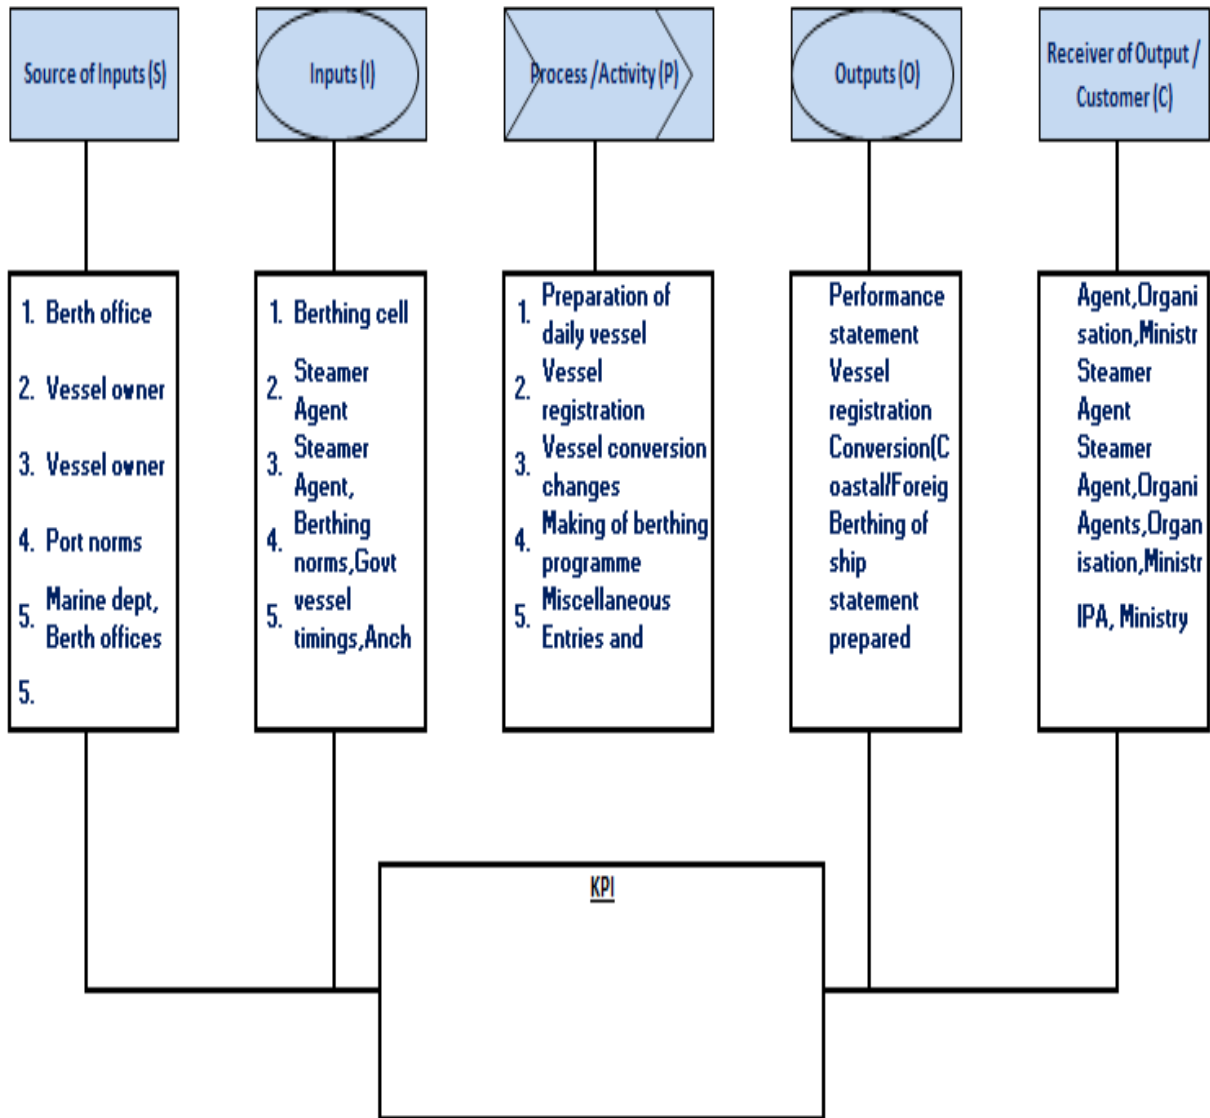 Source of Inputs (S)
Inputs (I)
Process /Activity (P)
Outputs (O)
Receiver of Output /
Customer (C)
1. Berth office
2. Vessel owner
3. Vessel owner
4. Port norms
5. Marine dept,
Berth offices
5.
1. Berthing cell
2. Steamer
Agent
3. Steamer
Agent,
4. Berthing
norms,Govt
5. vessel
timings,Anch
1. Preparation of
daily vessel
2. Vessel
registration
3. Vessel conversion
changes
4. Making of berthing
programme
5. Miscellaneous
Entries and
Performance
statement
Vessel
registration
Conversion(C
oastal/Foreig
Berthing of
ship
statement
prepared
Agent,Organi
sation,Ministr
Steamer
Agent
Steamer
Agent,Organi
Agents,Organ
isation,Ministr
IPA, Ministry
KPI